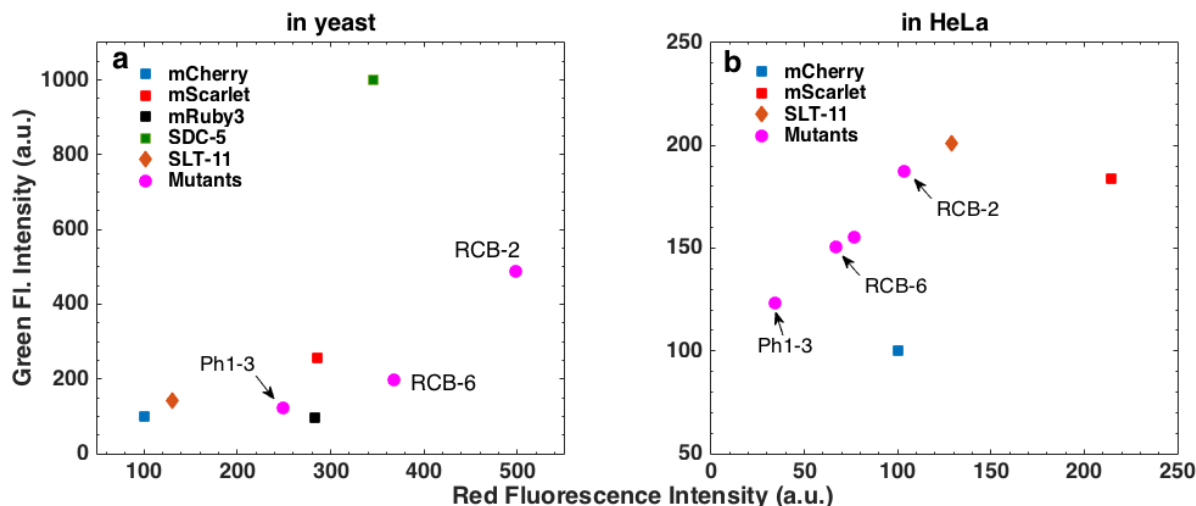 in yeast
a
mCherry
mScarlet
mRuby3
SDC-5
SLT-11
Mutants
RCB-2
Ph1-3
RCB-6
1000
800
600
400
200
0
100 200 300 400 500
Green Fl. Intensity (a.u.)
in HeLa
b
mCherry
mScarlet
SLT-11
Mutants
RCB-2
RCB-6
Ph1-3
250
200
150
100
50
0 50 100 150 200 250
Red Fluorescence Intensity (a.u.)